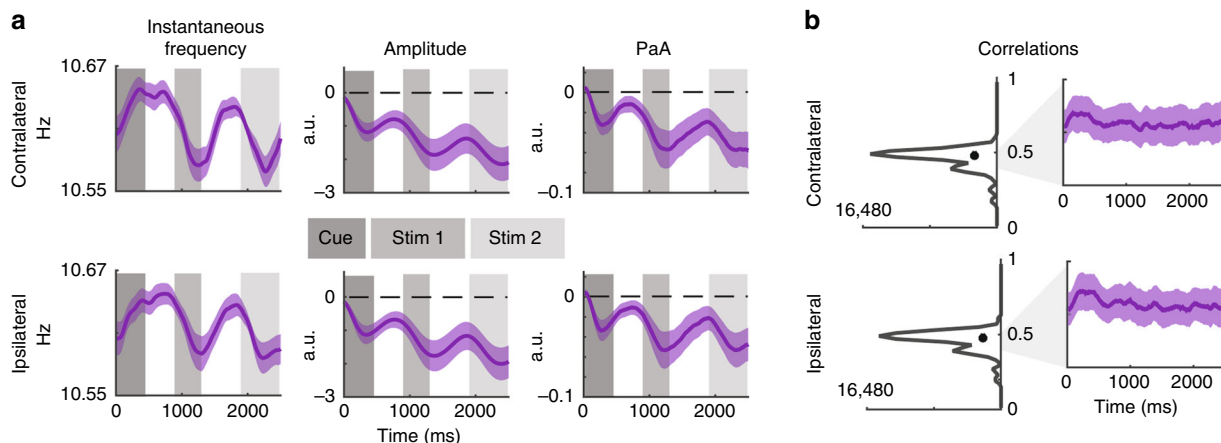 a
Instantaneous
frequency
Amplitude
PaA
Contralateral
Hz
10.67
10.55
a.u.
0
–3
a.u.
0
–0.1
Cue
Stim 1
Stim 2
Ipsilateral
Hz
10.67
10.55
0 1000 2000
a.u.
0
–3
0 1000 2000
Time (ms)
a.u.
0
–0.1
0 1000 2000
b
Correlations
Contralateral
1
0.5
0
16,480
0 1000 2000
Ipsilateral
1
0.5
0
16,480
0 1000 2000
Time (ms)